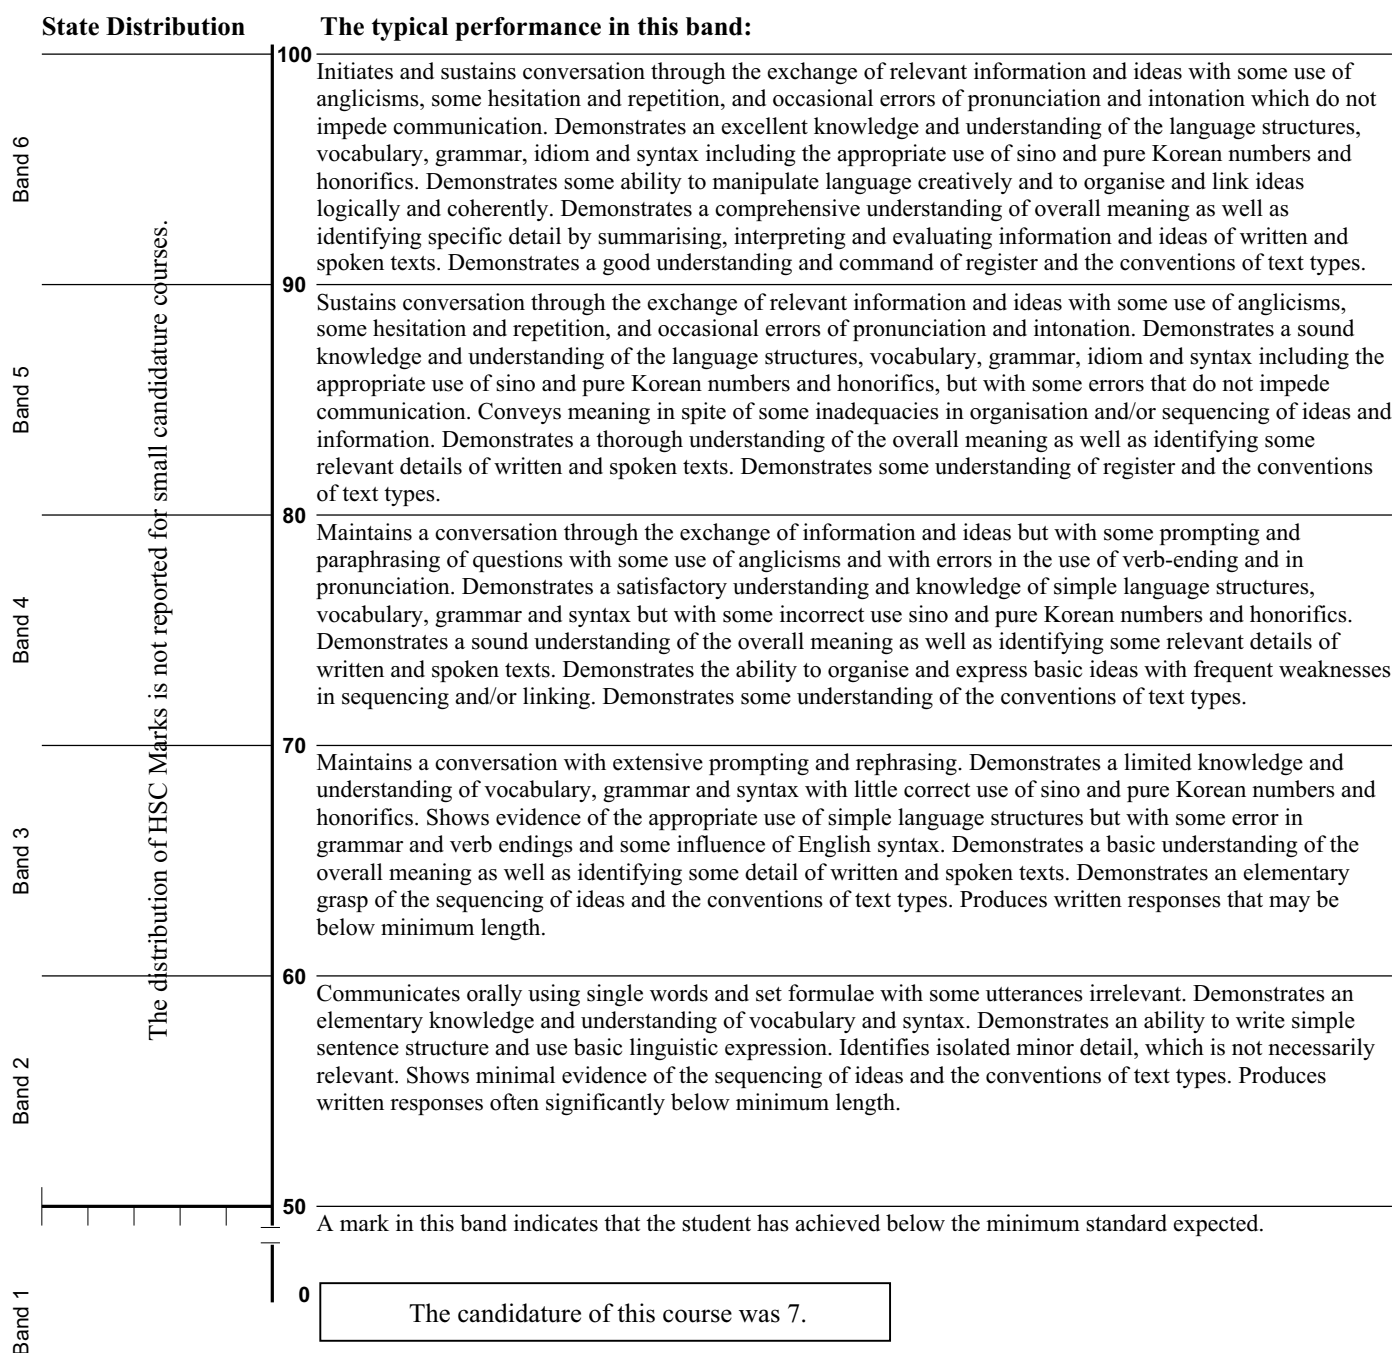 State Distribution
The typical performance in this band:
100
Band 6
Initiates and sustains conversation through the exchange of relevant information and ideas with some use of
anglicisms, some hesitation and repetition, and occasional errors of pronunciation and intonation which do not
impede communication. Demonstrates an excellent knowledge and understanding of the language structures,
vocabulary, grammar, idiom and syntax including the appropriate use of sino and pure Korean numbers and
honorifics. Demonstrates some ability to manipulate language creatively and to organise and link ideas
logically and coherently. Demonstrates a comprehensive understanding of overall meaning as well as
identifying specific detail by summarising, interpreting and evaluating information and ideas of written and
spoken texts. Demonstrates a good understanding and command of register and the conventions of text types.
The distribution of HSC Marks is not reported for small candidature courses.
90
Band 5
Sustains conversation through the exchange of relevant information and ideas with some use of anglicisms,
some hesitation and repetition, and occasional errors of pronunciation and intonation. Demonstrates a sound
knowledge and understanding of the language structures, vocabulary, grammar, idiom and syntax including the
appropriate use of sino and pure Korean numbers and honorifics, but with some errors that do not impede
communication. Conveys meaning in spite of some inadequacies in organisation and/or sequencing of ideas and
information. Demonstrates a thorough understanding of the overall meaning as well as identifying some
relevant details of written and spoken texts. Demonstrates some understanding of register and the conventions
of text types.
80
Band 4
Maintains a conversation through the exchange of information and ideas but with some prompting and
paraphrasing of questions with some use of anglicisms and with errors in the use of verb-ending and in
pronunciation. Demonstrates a satisfactory understanding and knowledge of simple language structures,
vocabulary, grammar and syntax but with some incorrect use sino and pure Korean numbers and honorifics.
Demonstrates a sound understanding of the overall meaning as well as identifying some relevant details of
written and spoken texts. Demonstrates the ability to organise and express basic ideas with frequent weaknesses
in sequencing and/or linking. Demonstrates some understanding of the conventions of text types.
70
Band 3
Maintains a conversation with extensive prompting and rephrasing. Demonstrates a limited knowledge and
understanding of vocabulary, grammar and syntax with little correct use of sino and pure Korean numbers and
honorifics. Shows evidence of the appropriate use of simple language structures but with some error in
grammar and verb endings and some influence of English syntax. Demonstrates a basic understanding of the
overall meaning as well as identifying some detail of written and spoken texts. Demonstrates an elementary
grasp of the sequencing of ideas and the conventions of text types. Produces written responses that may be
below minimum length.
60
Band 2
Communicates orally using single words and set formulae with some utterances irrelevant. Demonstrates an
elementary knowledge and understanding of vocabulary and syntax. Demonstrates an ability to write simple
sentence structure and use basic linguistic expression. Identifies isolated minor detail, which is not necessarily
relevant. Shows minimal evidence of the sequencing of ideas and the conventions of text types. Produces
written responses often significantly below minimum length.
50
A mark in this band indicates that the student has achieved below the minimum standard expected.
0
Band 1
The candidature of this course was 7.